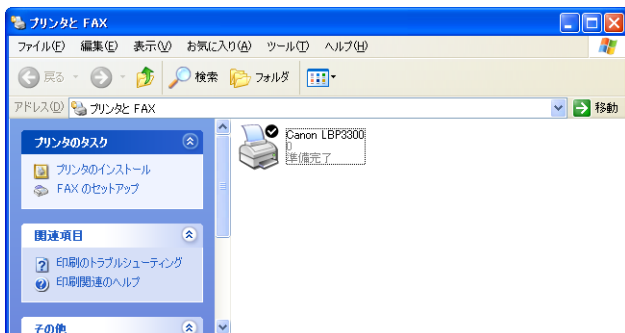 プリンタと FAX
ファイル(F) 編集(E) 表示(V) お気に入り(A) ツール(T) ヘルプ(H)
戻る 検索 フォルダ
アドレス(D) プリンタと FAX 移動
プリンタのタスク
プリンタのインストール
FAX のセットアップ
関連項目
印刷のトラブルシューティング
印刷関連のヘルプ
その他
Canon LBP3300
0
準備完了